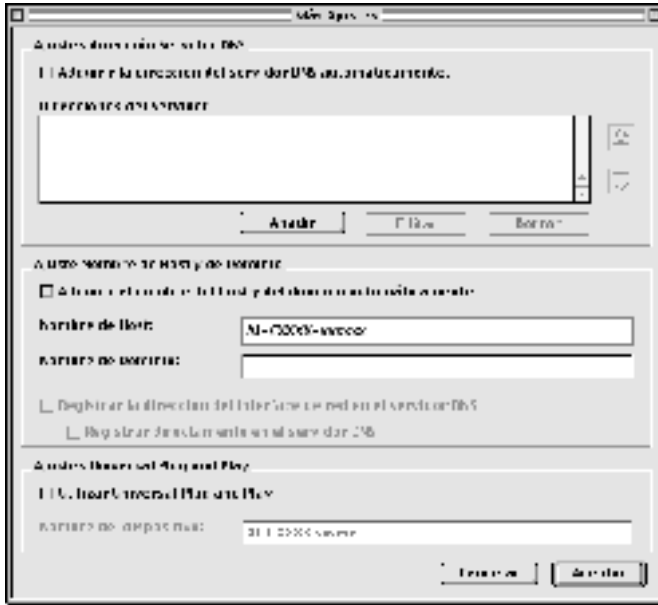 Más Ajustes
Ajustes dirección Servidor DNS
Adquirir la dirección del servidor DNS automáticamente.
Direcciones del servidor
Añadir
Editar
Borrar
Ajuste Nombre de Host y de Dominio
Adquirir el nombre del host y del dominio automáticamente
Nombre de Host:
Nombre de Dominio:
Registrar la dirección del interface de red en el servidor DNS
Registrar directamente en el servidor DNS
Ajustes Universal Plug and Play
Utilizar Universal Plug and Play
Nombre de dispositivo:
Cancelar
Aceptar